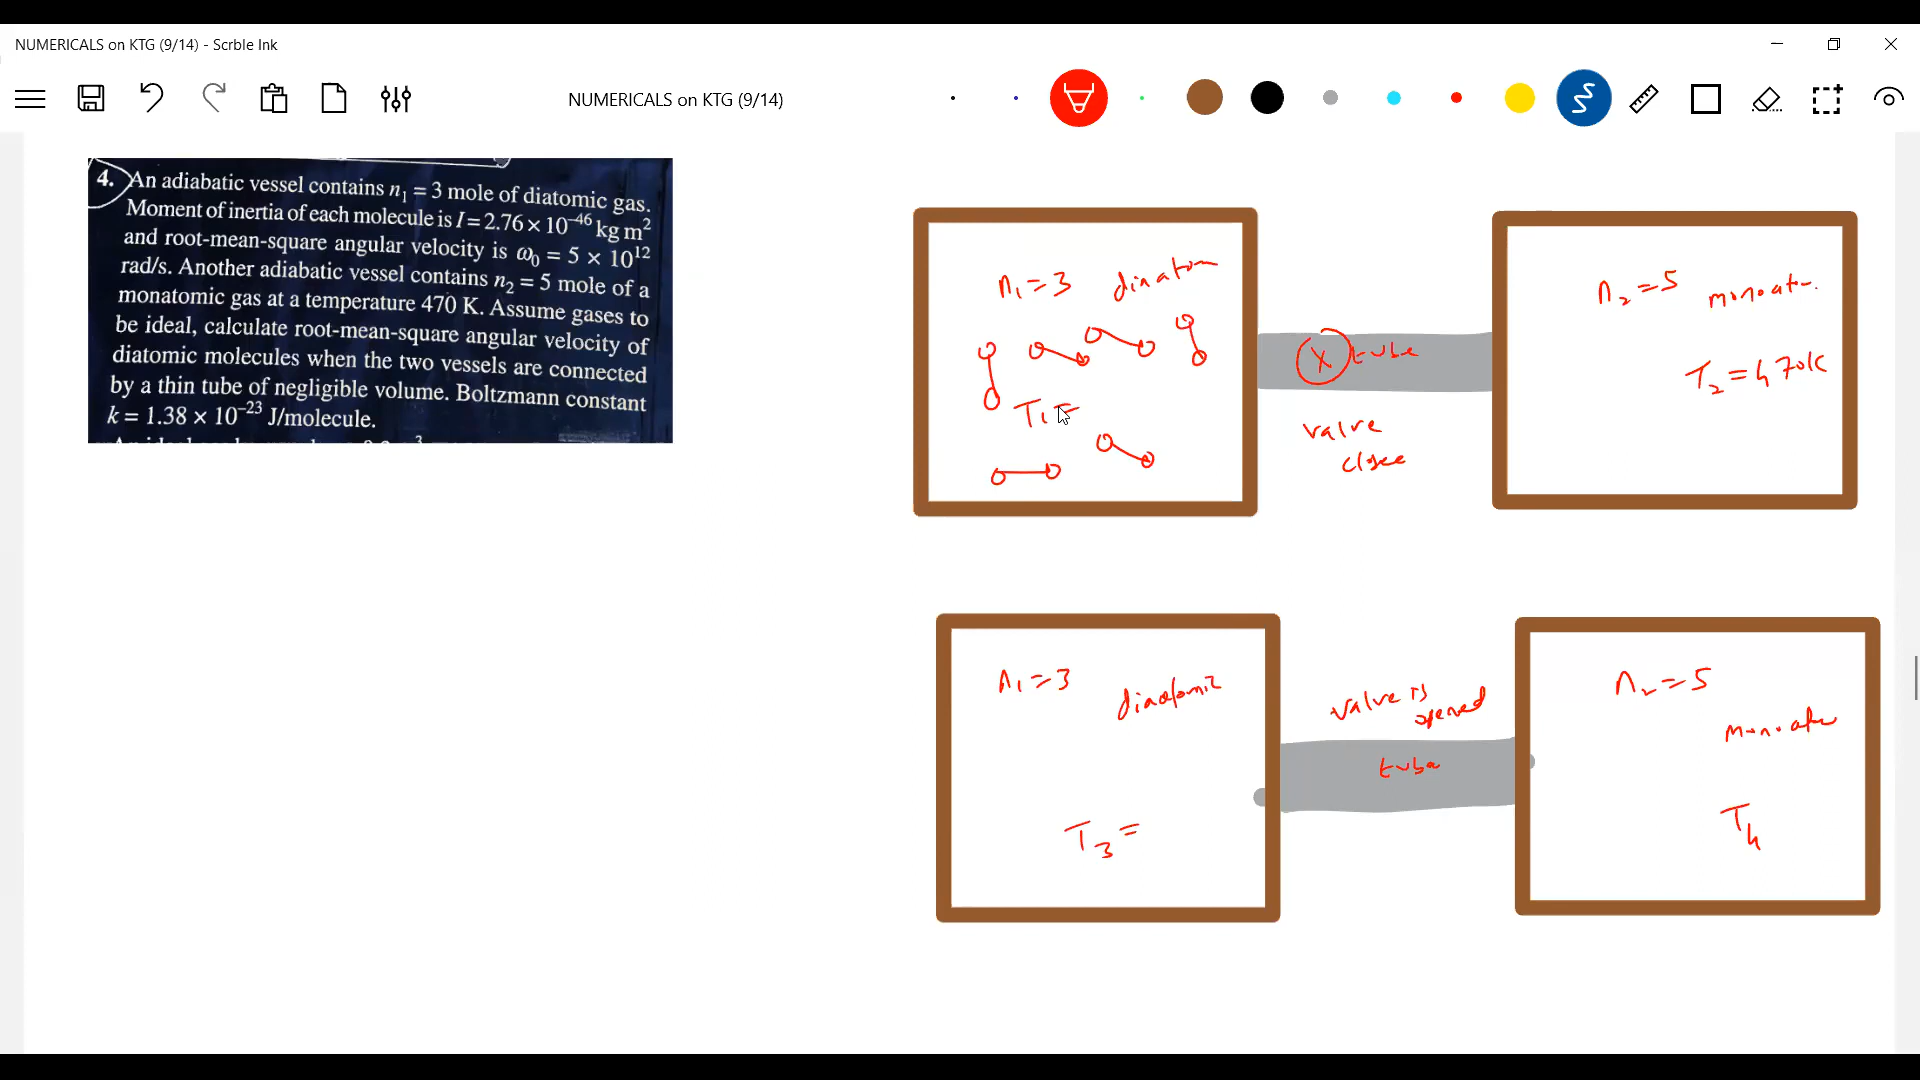 NUMERICALS on KTG (9/14) - Scrble Ink
NUMERICALS on KTG (9/14)
4. An adiabatic vessel contains n₁ = 3 mole of diatomic gas.
Moment of inertia of each molecule is I = 2.76 × 10⁻⁴⁶ kg m²
and root-mean-square angular velocity is ω₀ = 5 × 10¹²
rad/s. Another adiabatic vessel contains n₂ = 5 mole of a
monatomic gas at a temperature 470 K. Assume gases to
be ideal, calculate root-mean-square angular velocity of
diatomic molecules when the two vessels are connected
by a thin tube of negligible volume. Boltzmann constant
k = 1.38 × 10⁻²³ J/molecule.
n₁ = 3
T₁ =
X tube
valve
close
n₂ = 5 monoato.
T₂ = 470K
n₁ = 3 diatomic
T₃ =
valve is
opened
tube
n₂ = 5
T₄